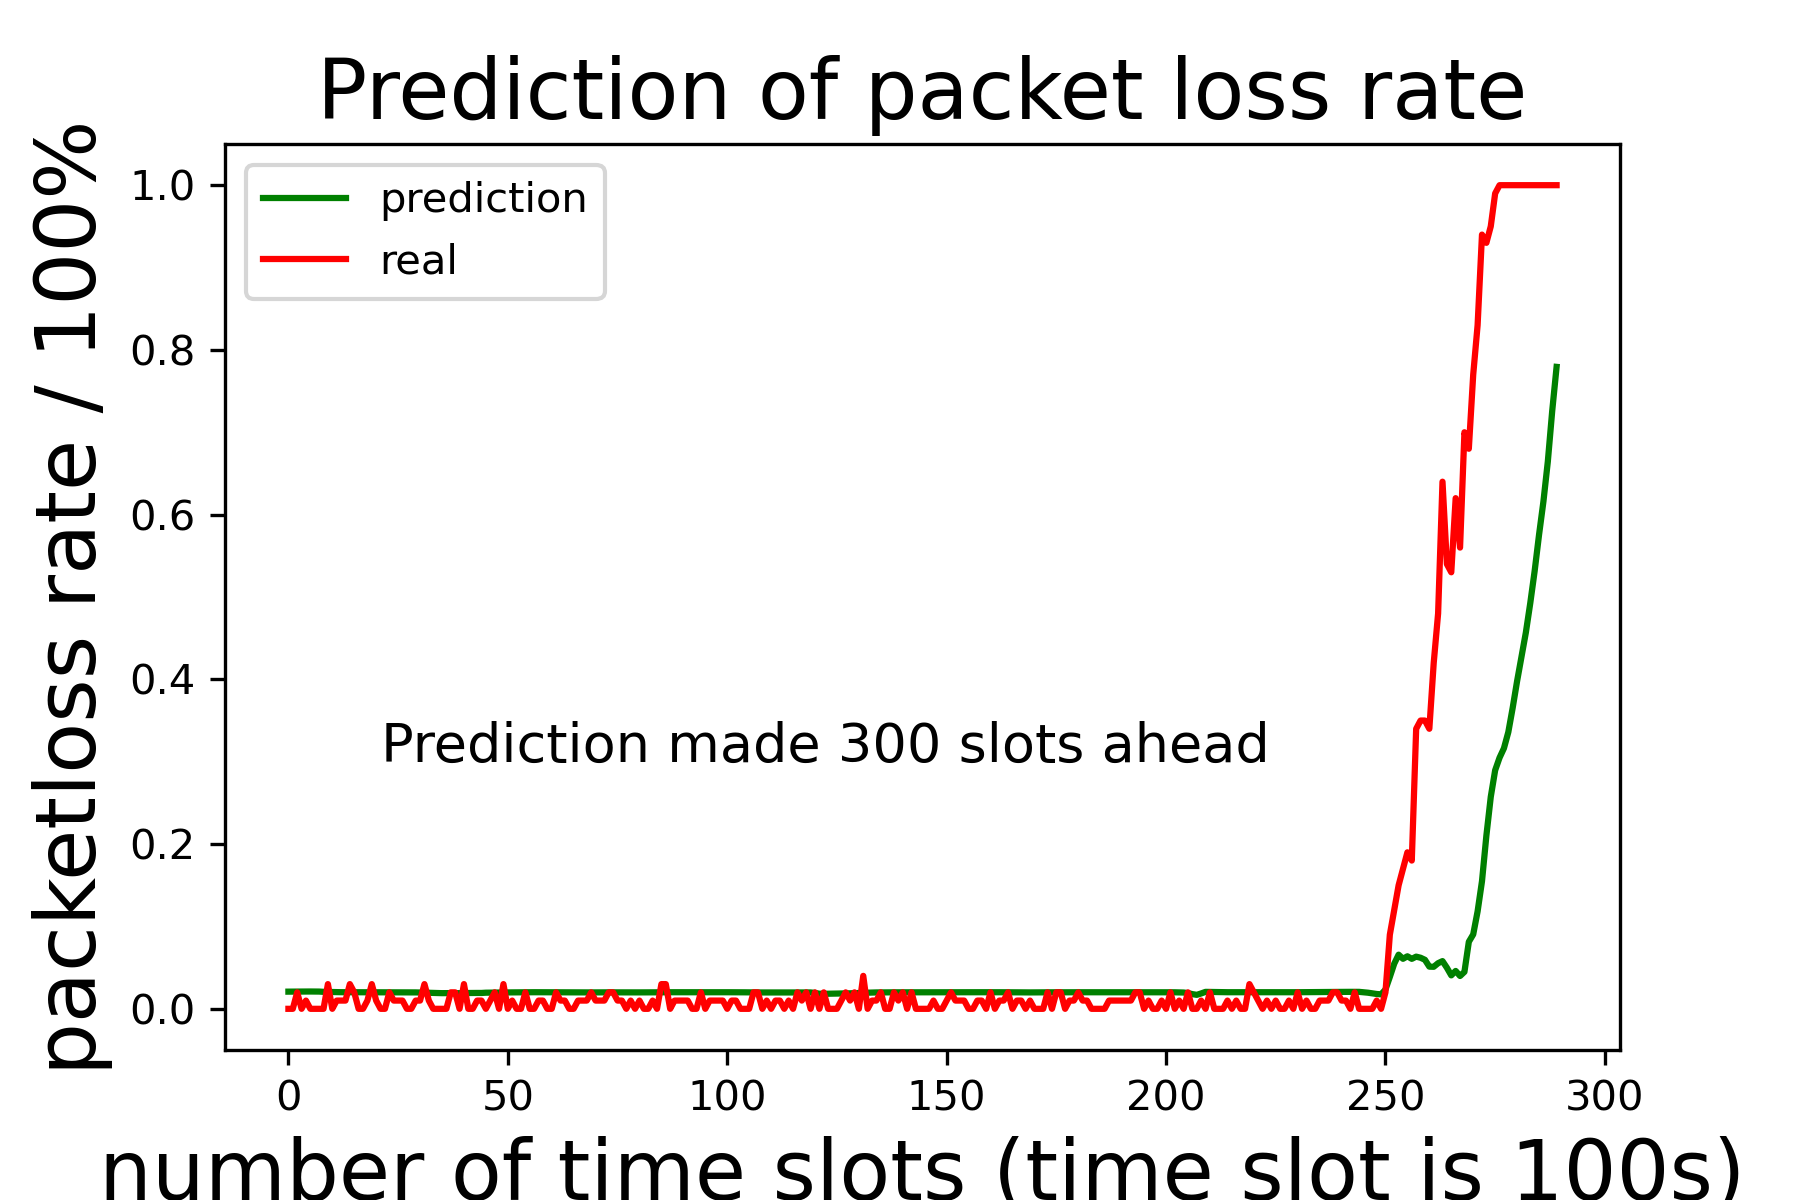 Prediction of packet loss rate
packetloss rate / 100%
1.0
0.8
0.6
0.4
0.2
0.0
prediction
real
Prediction made 300 slots ahead
0 50 100 150 200 250 300
number of time slots (time slot is 100s)